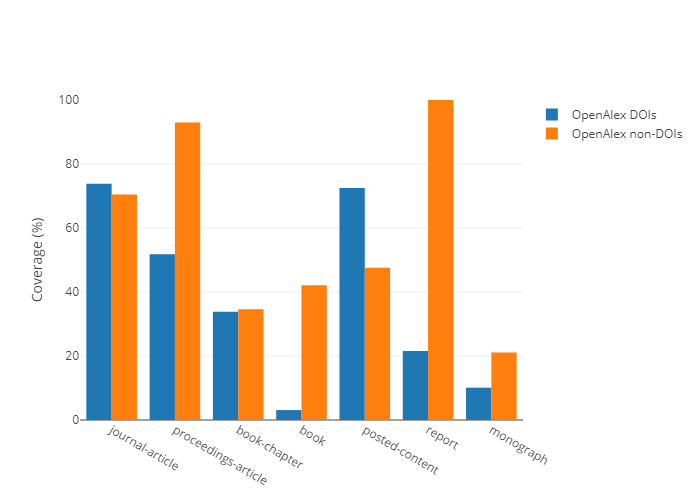 100
80
60
40
20
0
Coverage (%)
journal-article
proceedings-article
book-chapter
book
posted-content
report
monograph
OpenAlex DOIs
OpenAlex non-DOIs